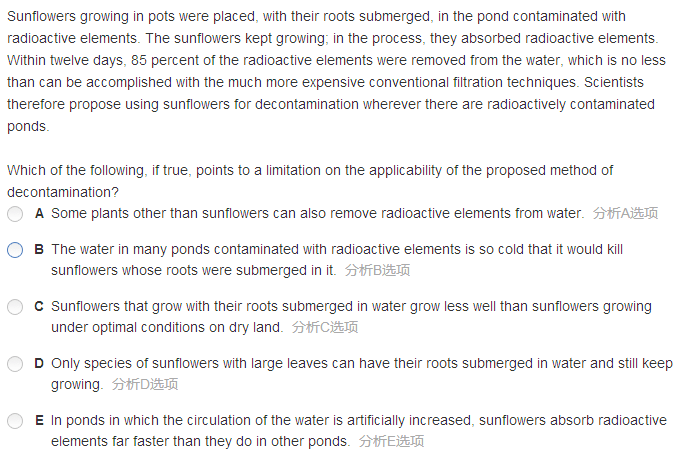 Sunflowers growing in pots were placed, with their roots submerged, in the pond contaminated with
radioactive elements. The sunflowers kept growing; in the process, they absorbed radioactive elements.
Within twelve days, 85 percent of the radioactive elements were removed from the water, which is no less
than can be accomplished with the much more expensive conventional filtration techniques. Scientists
therefore propose using sunflowers for decontamination wherever there are radioactively contaminated
ponds.
Which of the following, if true, points to a limitation on the applicability of the proposed method of
decontamination?
A Some plants other than sunflowers can also remove radioactive elements from water. 分析A选项
B The water in many ponds contaminated with radioactive elements is so cold that it would kill
sunflowers whose roots were submerged in it. 分析B选项
C Sunflowers that grow with their roots submerged in water grow less well than sunflowers growing
under optimal conditions on dry land. 分析C选项
D Only species of sunflowers with large leaves can have their roots submerged in water and still keep
growing. 分析D选项
E In ponds in which the circulation of the water is artificially increased, sunflowers absorb radioactive
elements far faster than they do in other ponds. 分析E选项